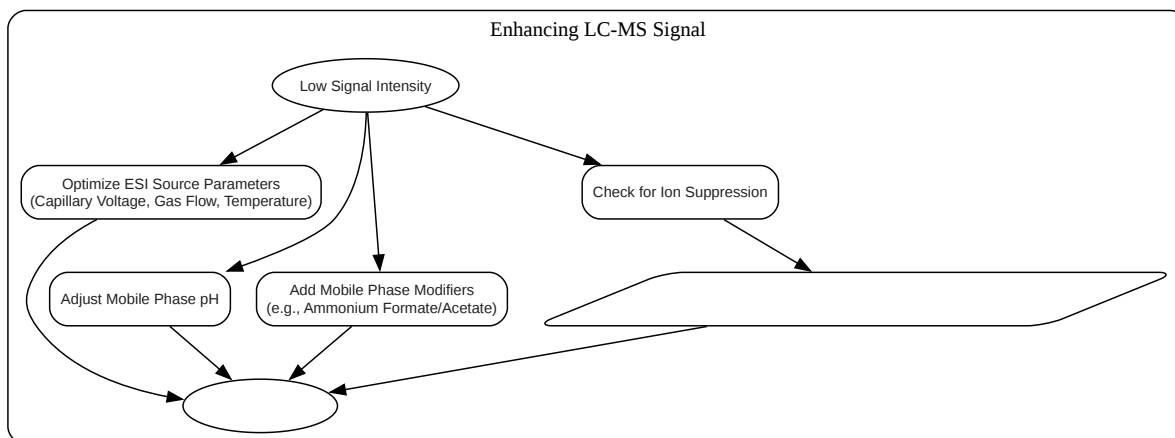 Enhancing LC-MS Signal
Low Signal Intensity
Optimize ESI Source Parameters
(Capillary Voltage, Gas Flow, Temperature)
Check for Ion Suppression
Adjust Mobile Phase pH
Add Mobile Phase Modifiers
(e.g., Ammonium Formate/Acetate)